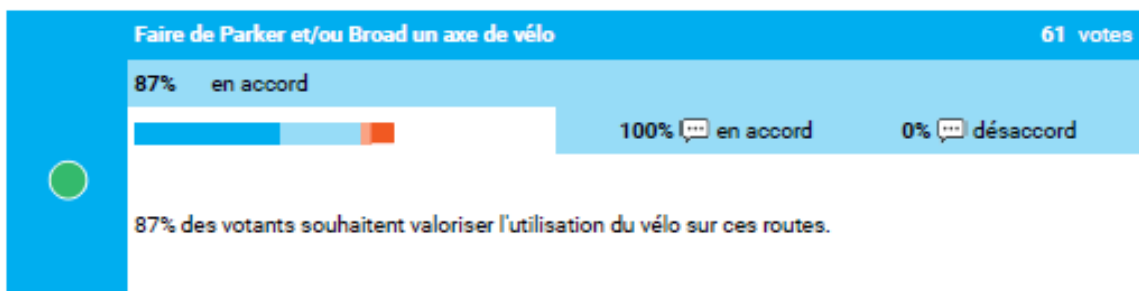 Faire de Parker et/ou Broad un axe de vélo 61 votes
87% en accord
100% en accord 0% désaccord
87% des votants souhaitent valoriser l'utilisation du vélo sur ces routes.